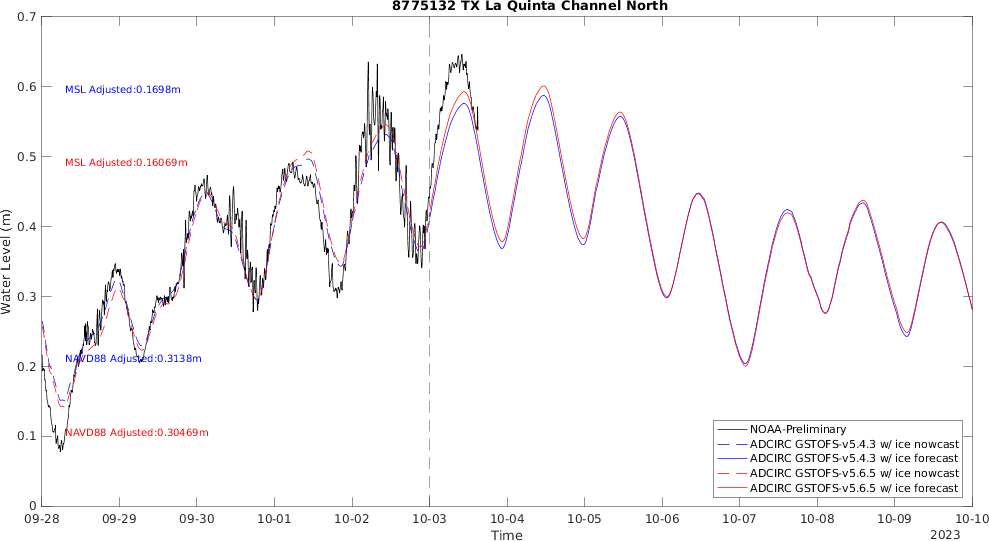 8775132 TX La Quinta Channel North
0.7
0.6
0.5
0.4
0.3
0.2
0.1
0
Water Level (m)
MSL Adjusted:0.1698m
MSL Adjusted:0.16069m
NAVD88 Adjusted:0.3138m
NAVD88 Adjusted:0.30469m
NOAA-Preliminary
ADCIRC GSTOFS-v5.4.3 w/ ice nowcast
ADCIRC GSTOFS-v5.4.3 w/ ice forecast
ADCIRC GSTOFS-v5.6.5 w/ ice nowcast
ADCIRC GSTOFS-v5.6.5 w/ ice forecast
09-28 09-29 09-30 10-01 10-02 10-03 10-04 10-05 10-06 10-07 10-08 10-09 10-10
Time
2023